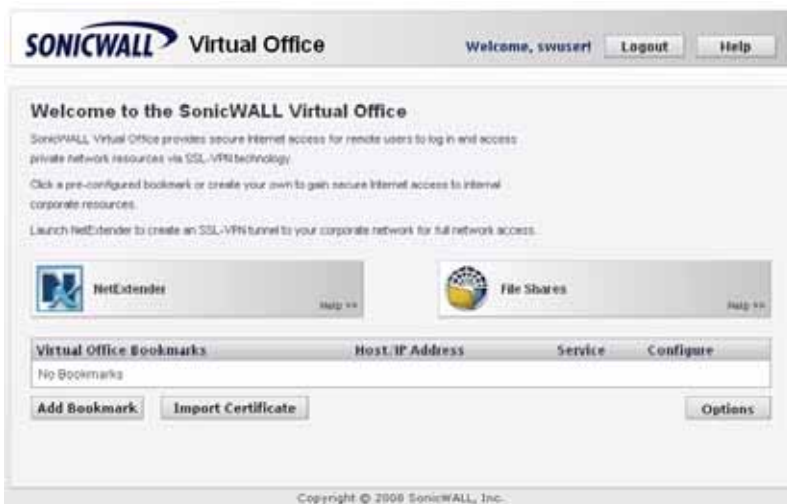 SONICWALL Virtual Office
Welcome, swuser! Logout Help
Welcome to the SonicWALL Virtual Office
SonicWALL Virtual Office provides secure Internet access for remote users to log in and access
private network resources via SSL-VPN technology.
Click a pre-configured bookmark or create your own to gain secure Internet access to internal
corporate resources.
Launch NetExtender to create an SSL-VPN tunnel to your corporate network for full network access.
NetExtender
Help >>
File Shares
Help >>
Virtual Office Bookmarks Host/IP Address Service Configure
No Bookmarks
Add Bookmark Import Certificate Options
Copyright © 2008 SonicWALL, Inc.